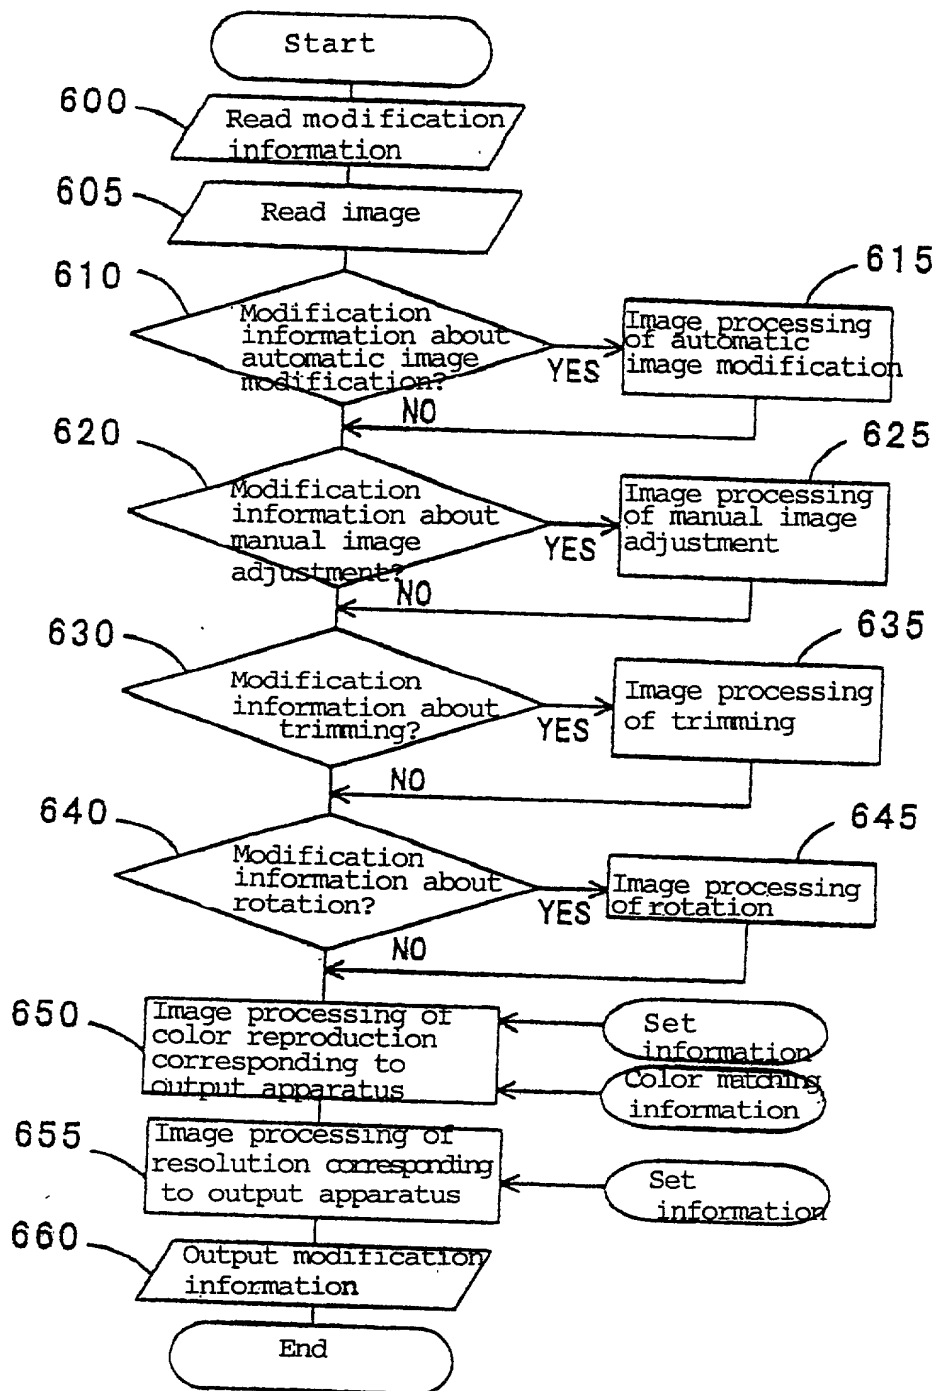 Start
600
Read modification
information
605
Read image
610
Modification
information about
automatic image
modification?
YES
615
Image processing
of automatic
image modification
NO
620
Modification
information about
manual image
adjustment?
YES
625
Image processing
of manual image
adjustment
NO
630
Modification
information about
trimming?
YES
635
Image processing
of trimming
NO
640
Modification
information about
rotation?
YES
645
Image processing
of rotation
NO
650
Image processing of
color reproduction
corresponding to
output apparatus
Set
information
Color matching
information
655
Image processing of
resolution corresponding
to output apparatus
Set
information
660
Output modification
information
End